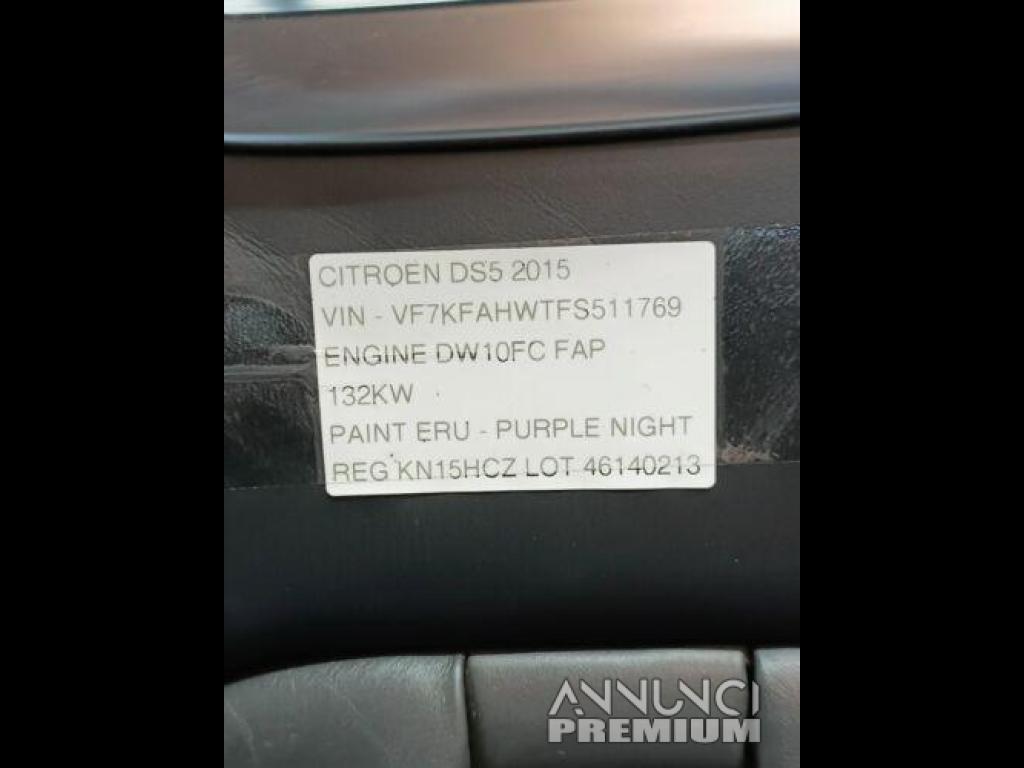 CITROEN DS5 2015
VIN - VF7KFAHWTFS511769
ENGINE DW10FC FAP
132KW
PAINT ERU - PURPLE NIGHT
REG KN15HCZ LOT 46140213
ANNUNCI
PREMIUM